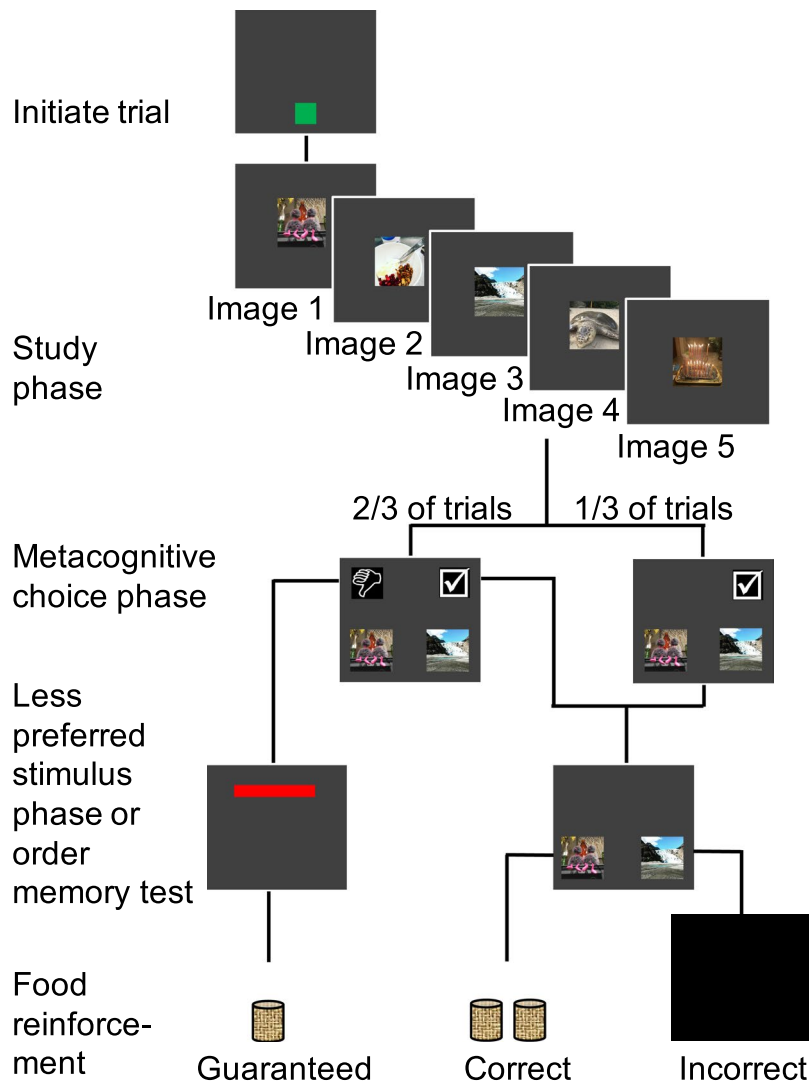 Initiate trial
Image 1
Image 2
Image 3
Image 4
Image 5
Study
phase
2/3 of trials
1/3 of trials
Metacognitive
choice phase
Less
preferred
stimulus
phase or
order
memory test
Food
reinforce-
ment
Guaranteed
Correct
Incorrect